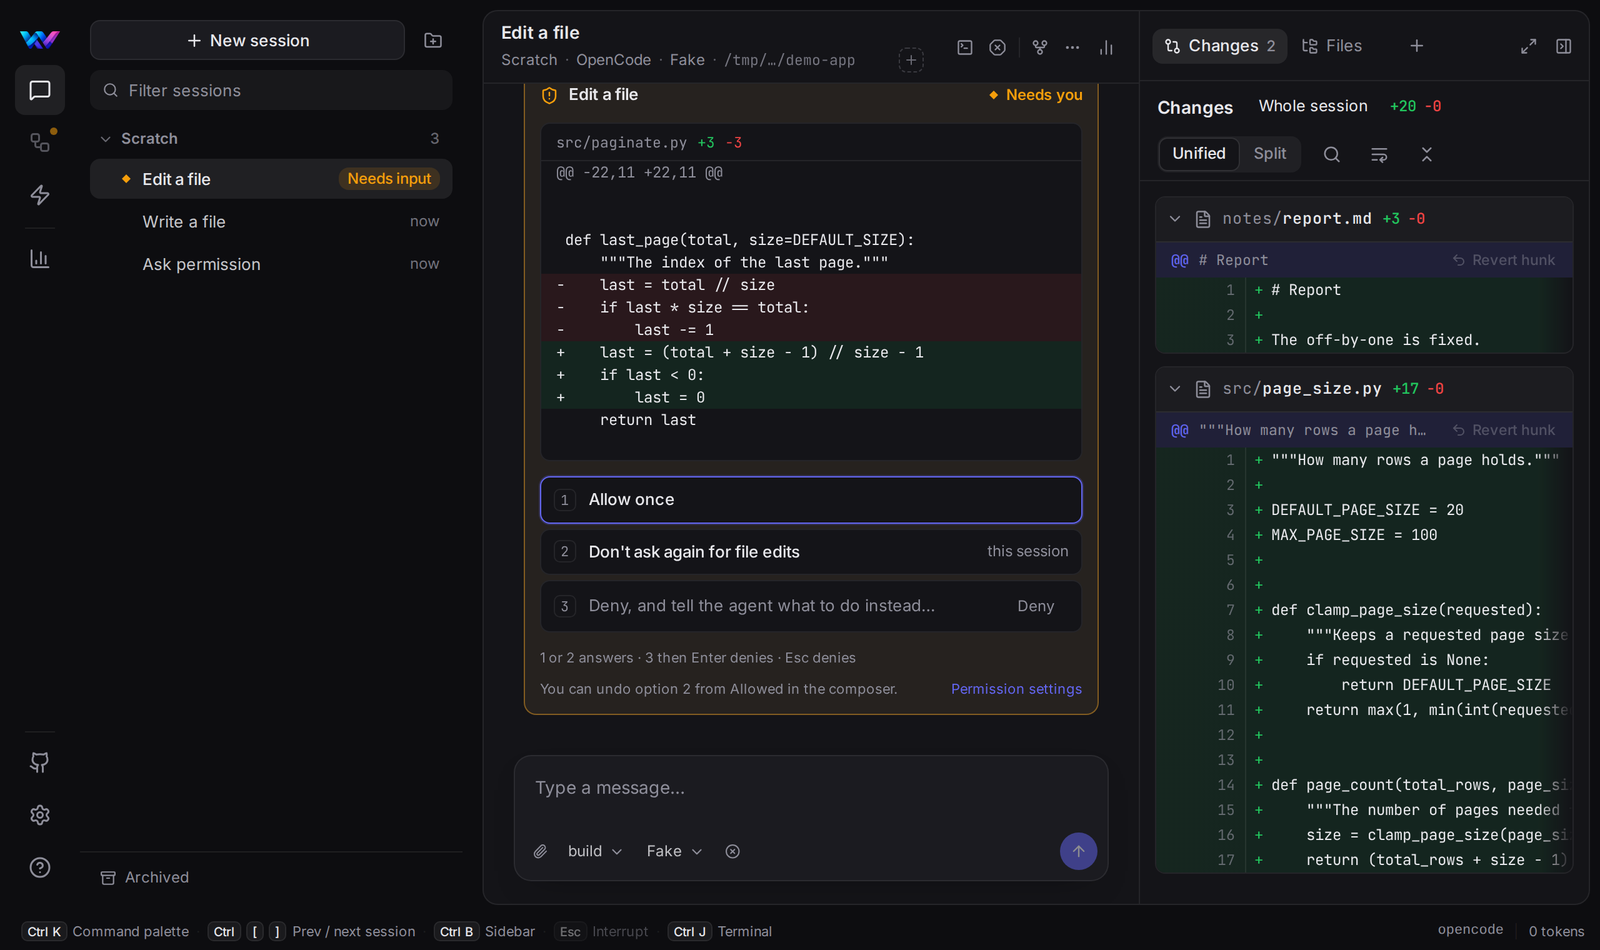 New session
Filter sessions
Scratch 3
Edit a file Needs input
Write a file now
Ask permission now
Archived
Edit a file
Scratch · OpenCode · Fake · /tmp/…/demo-app
Edit a file Needs you
src/paginate.py +3 -3
@@ -22,11 +22,11 @@
def last_page(total, size=DEFAULT_SIZE):
"""The index of the last page."""
- last = total // size
- if last * size == total:
- last -= 1
+ last = (total + size - 1) // size - 1
+ if last < 0:
+ last = 0
return last
1 Allow once
2 Don't ask again for file edits this session
3 Deny, and tell the agent what to do instead… Deny
1 or 2 answers · 3 then Enter denies · Esc denies
You can undo option 2 from Allowed in the composer. Permission settings
Type a message...
build Fake
Changes 2 Files
Changes Whole session +20 -0
Unified Split
notes/report.md +3 -0
@@ # Report Revert hunk
1 + # Report
2 +
3 + The off-by-one is fixed.
src/page_size.py +17 -0
@@ """How many rows a page h… Revert hunk
1 + """How many rows a page holds."""
2 +
3 + DEFAULT_PAGE_SIZE = 20
4 + MAX_PAGE_SIZE = 100
5 +
6 +
7 + def clamp_page_size(requested):
8 + """Keeps a requested page size
9 + if requested is None:
10 + return DEFAULT_PAGE_SIZE
11 + return max(1, min(int(requeste
12 +
13 +
14 + def page_count(total_rows, page_si
15 + """The number of pages needed
16 + size = clamp_page_size(page_si
17 + return (total_rows + size - 1)
Ctrl K Command palette Ctrl [ ] Prev / next session Ctrl B Sidebar Esc Interrupt Ctrl J Terminal opencode 0 tokens